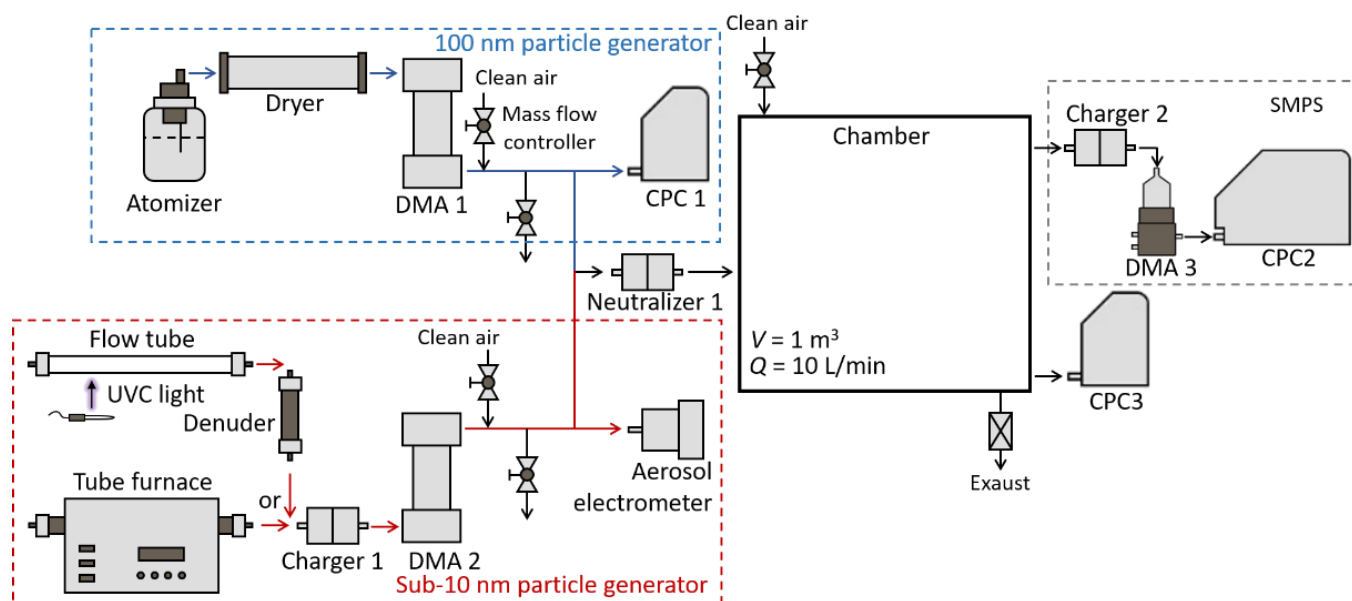 100 nm particle generator
Clean air
Dryer
Mass flow
controller
Atomizer
DMA 1
CPC 1
Neutralizer 1
Clean air
Chamber
V = 1 m³
Q = 10 L/min
SMPS
Charger 2
DMA 3
CPC2
CPC3
Exhaust
Flow tube
UVC light
Denuder
Tube furnace
or
Charger 1
Clean air
DMA 2
Aerosol
electrometer
Sub-10 nm particle generator